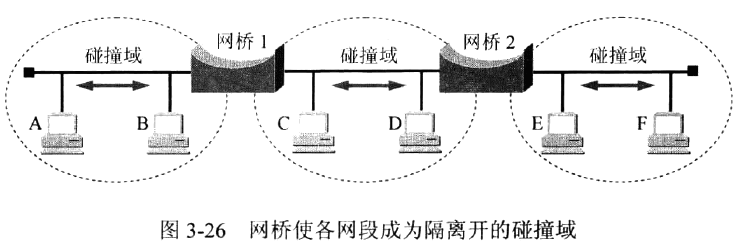 网桥 1 网桥 2
碰撞域 碰撞域 碰撞域
A B C D E F
图 3-26 网桥使各网段成为隔离开的碰撞域